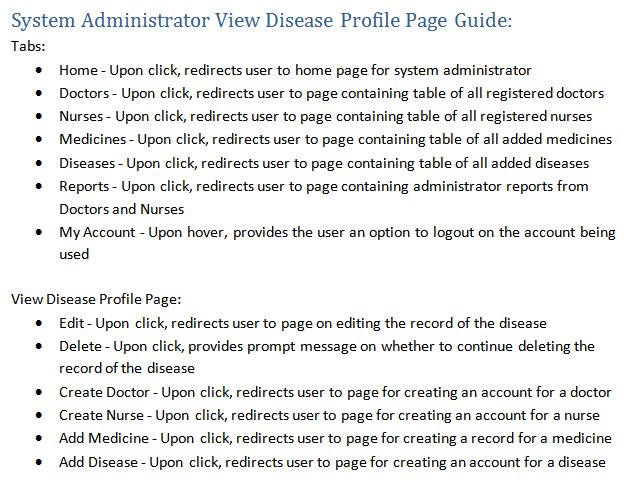 System Administrator View Disease Profile Page Guide:
Tabs:
• Home - Upon click, redirects user to home page for system administrator
• Doctors - Upon click, redirects user to page containing table of all registered doctors
• Nurses - Upon click, redirects user to page containing table of all registered nurses
• Medicines - Upon click, redirects user to page containing table of all added medicines
• Diseases - Upon click, redirects user to page containing table of all added diseases
• Reports - Upon click, redirects user to page containing administrator reports from
Doctors and Nurses
• My Account - Upon hover, provides the user an option to logout on the account being
used
View Disease Profile Page:
• Edit - Upon click, redirects user to page on editing the record of the disease
• Delete - Upon click, provides prompt message on whether to continue deleting the
record of the disease
• Create Doctor - Upon click, redirects user to page for creating an account for a doctor
• Create Nurse - Upon click, redirects user to page for creating an account for a nurse
• Add Medicine - Upon click, redirects user to page for creating a record for a medicine
• Add Disease - Upon click, redirects user to page for creating an account for a disease